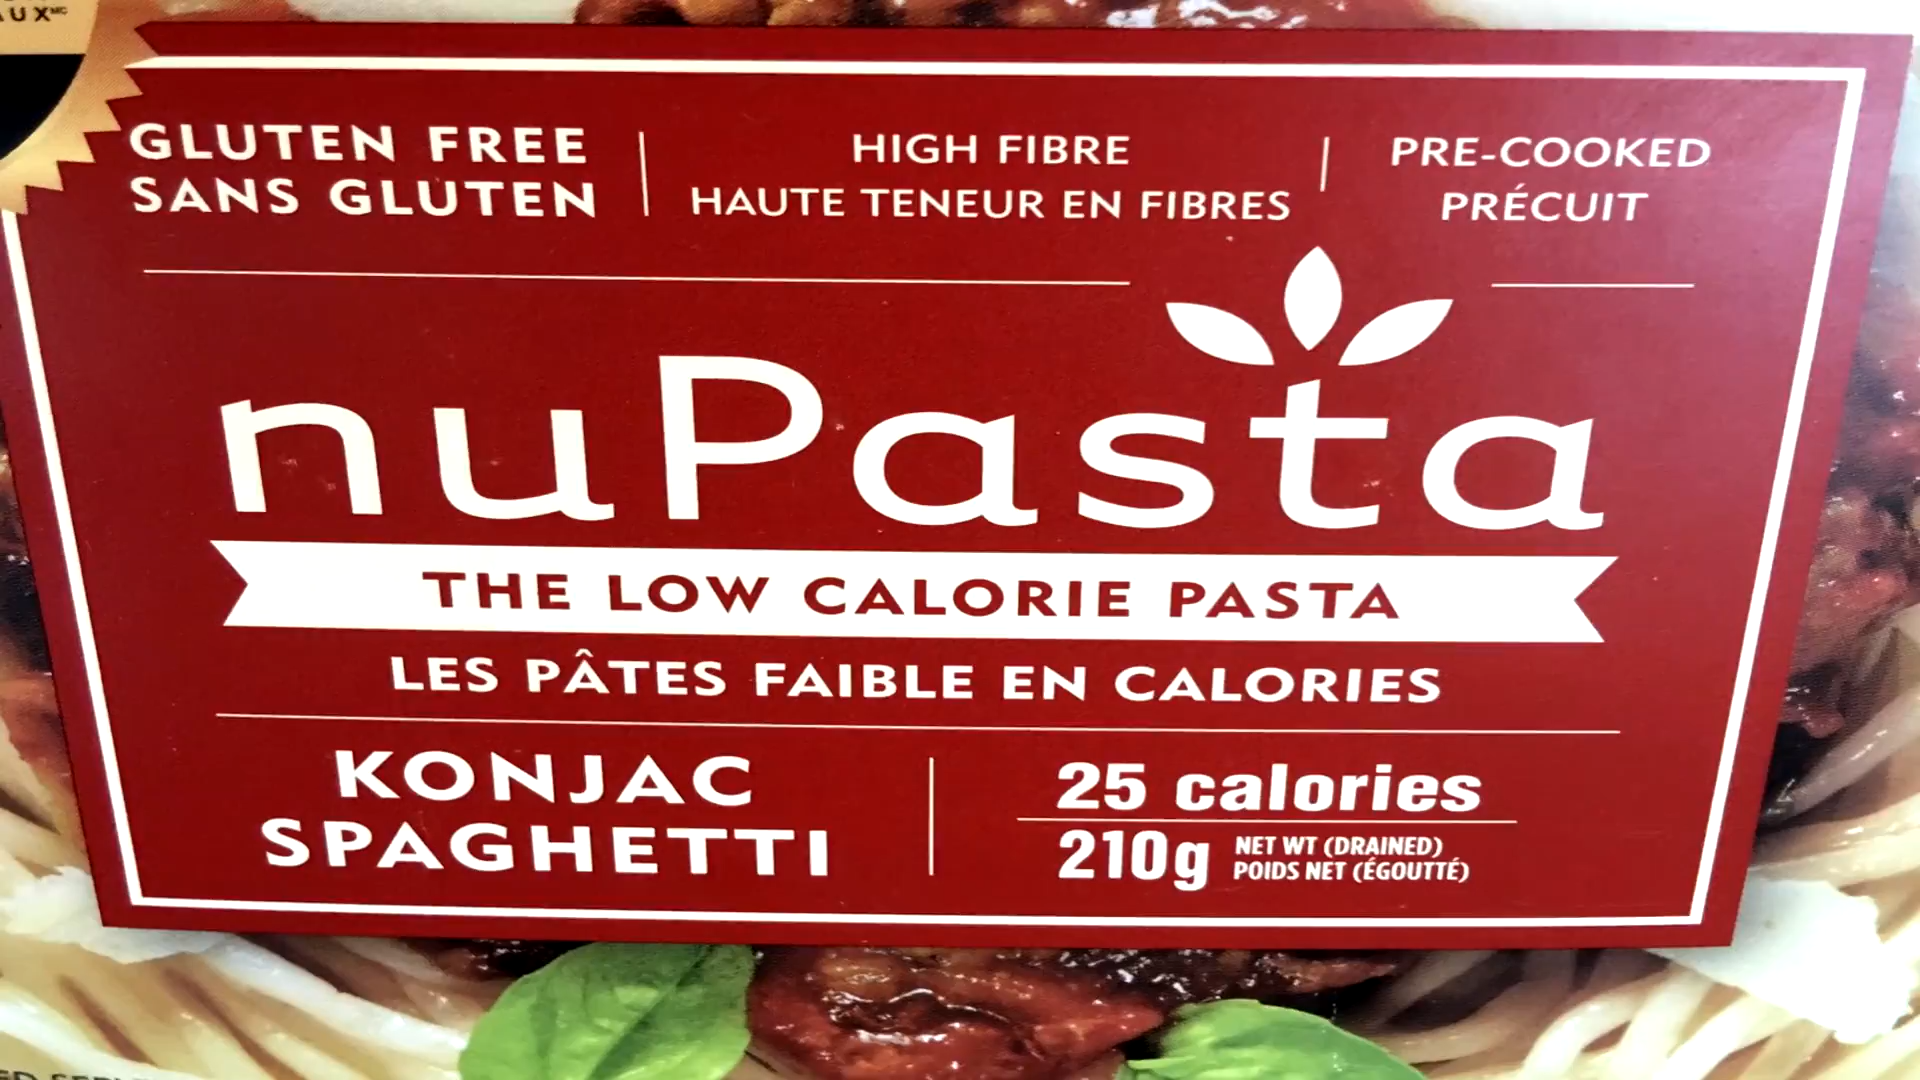 GLUTEN FREE
SANS GLUTEN
HIGH FIBRE
HAUTE TENEUR EN FIBRES
PRE-COOKED
PRÉCUIT
nuPasta
THE LOW CALORIE PASTA
LES PÂTES FAIBLE EN CALORIES
KONJAC
SPAGHETTI
25 calories
210g NET WT (DRAINED)
POIDS NET (ÉGOUTTÉ)